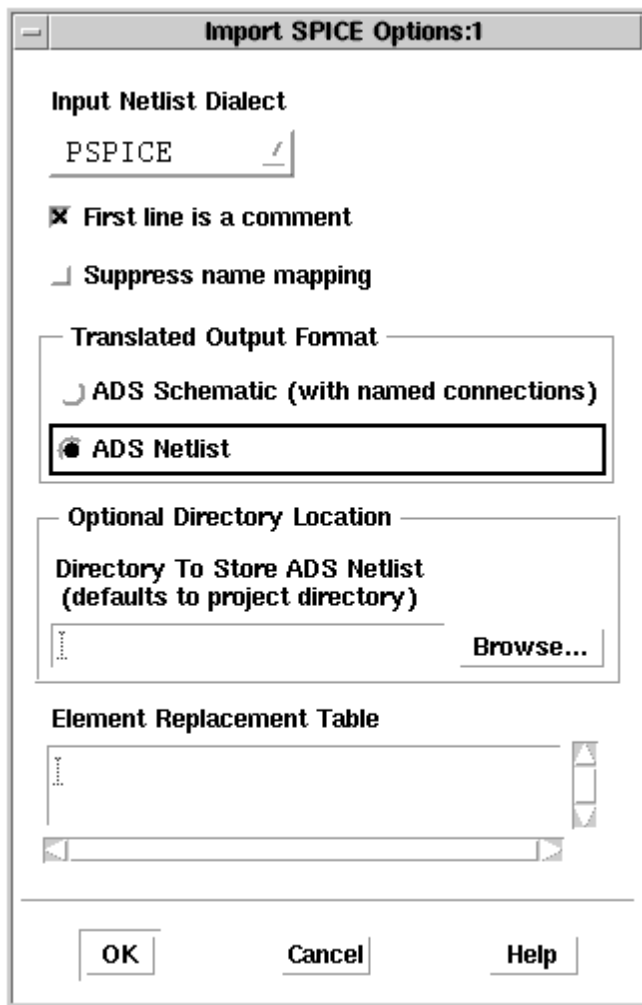 Import SPICE Options:1
Input Netlist Dialect
PSPICE
First line is a comment
Suppress name mapping
Translated Output Format
ADS Schematic (with named connections)
ADS Netlist
Optional Directory Location
Directory To Store ADS Netlist
(defaults to project directory)
Browse...
Element Replacement Table
OK Cancel Help